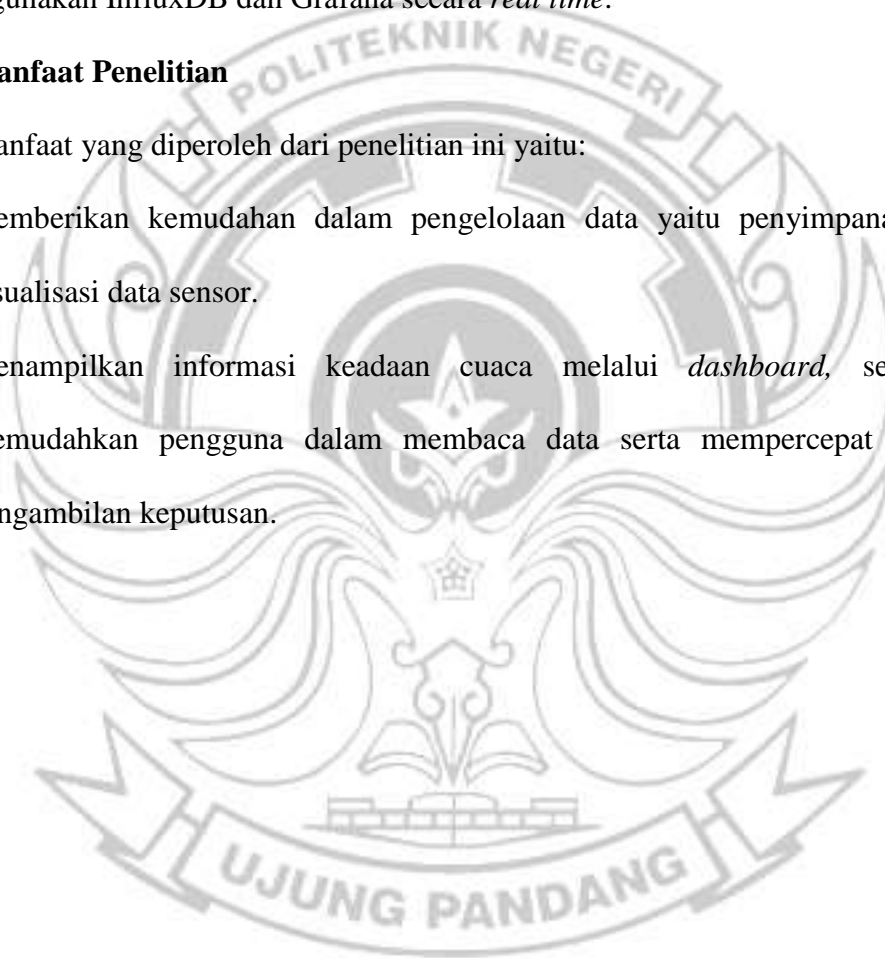 gunakan InfluxDB dan Grafana secara real time.
POLITEKNIK NEGERI
anfaat Penelitian
anfaat yang diperoleh dari penelitian ini yaitu:
emberikan kemudahan dalam pengelolaan data yaitu penyimpana
sualisasi data sensor.
enampilkan informasi keadaan cuaca melalui dashboard, se
emudahkan pengguna dalam membaca data serta mempercepat
ngambilan keputusan.
UJUNG PANDANG